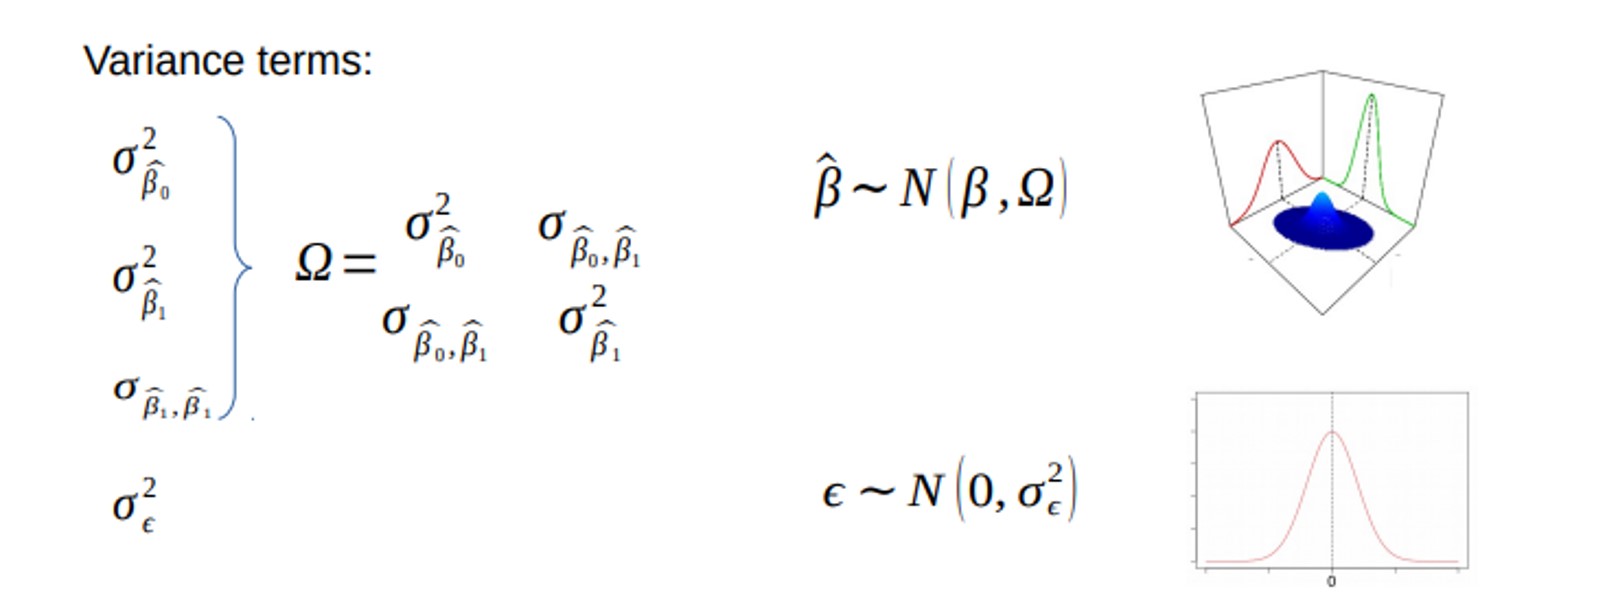 Variance terms:
σ²_β̂₀
σ²_β̂₁
σ_β̂₁,β̂₁
σ²_ϵ
Ω = σ²_β̂₀ σ_β̂₀,β̂₁
σ_β̂₀,β̂₁ σ²_β̂₁
β̂ ~ N(β, Ω)
ϵ ~ N(0, σ²_ϵ)
0